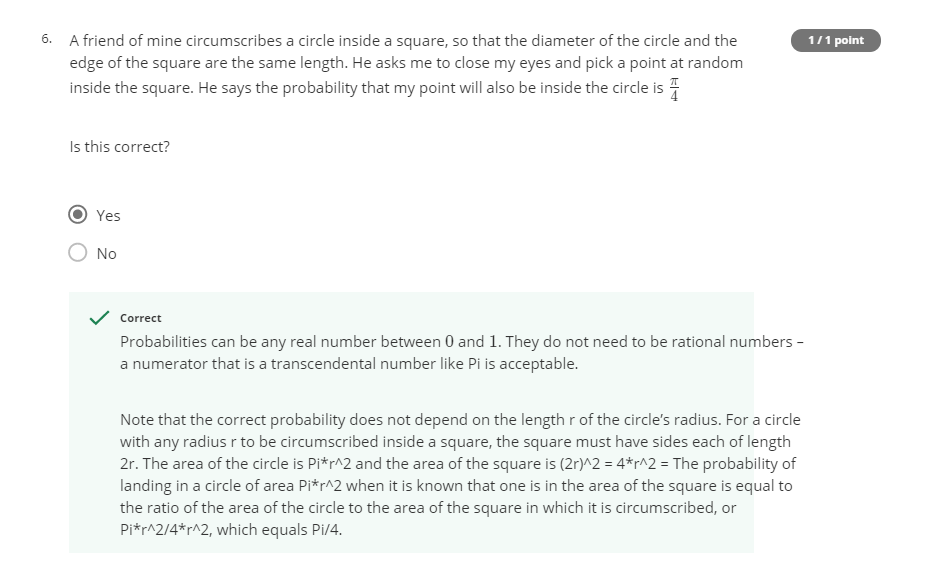 6. A friend of mine circumscribes a circle inside a square, so that the diameter of the circle and the
1 / 1 point
edge of the square are the same length. He asks me to close my eyes and pick a point at random
inside the square. He says the probability that my point will also be inside the circle is π/4
Is this correct?
Yes
No
Correct
Probabilities can be any real number between 0 and 1. They do not need to be rational numbers –
a numerator that is a transcendental number like Pi is acceptable.
Note that the correct probability does not depend on the length r of the circle's radius. For a circle
with any radius r to be circumscribed inside a square, the square must have sides each of length
2r. The area of the circle is Pi*r^2 and the area of the square is (2r)^2 = 4*r^2 = The probability of
landing in a circle of area Pi*r^2 when it is known that one is in the area of the square is equal to
the ratio of the area of the circle to the area of the square in which it is circumscribed, or
Pi*r^2/4*r^2, which equals Pi/4.